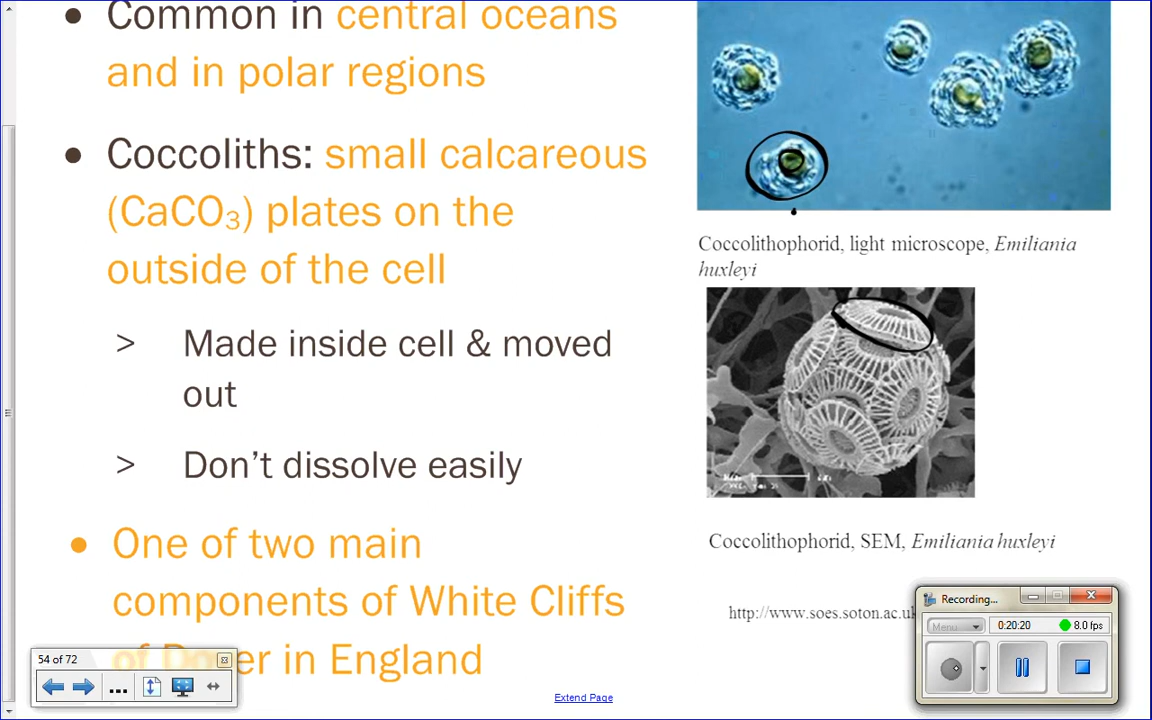 • Common in central oceans
and in polar regions
• Coccoliths: small calcareous
(CaCO₃) plates on the
outside of the cell
> Made inside cell & moved
out
> Don't dissolve easily
• One of two main
components of White Cliffs
of Dover in England
Coccolithophorid, light microscope, Emiliania
huxleyi
Coccolithophorid, SEM, Emiliania huxleyi
http://www.soes.soton.ac.uk
Recording...
Menu
0:20:20
8.0 fps
54 of 72
...
Extend Page